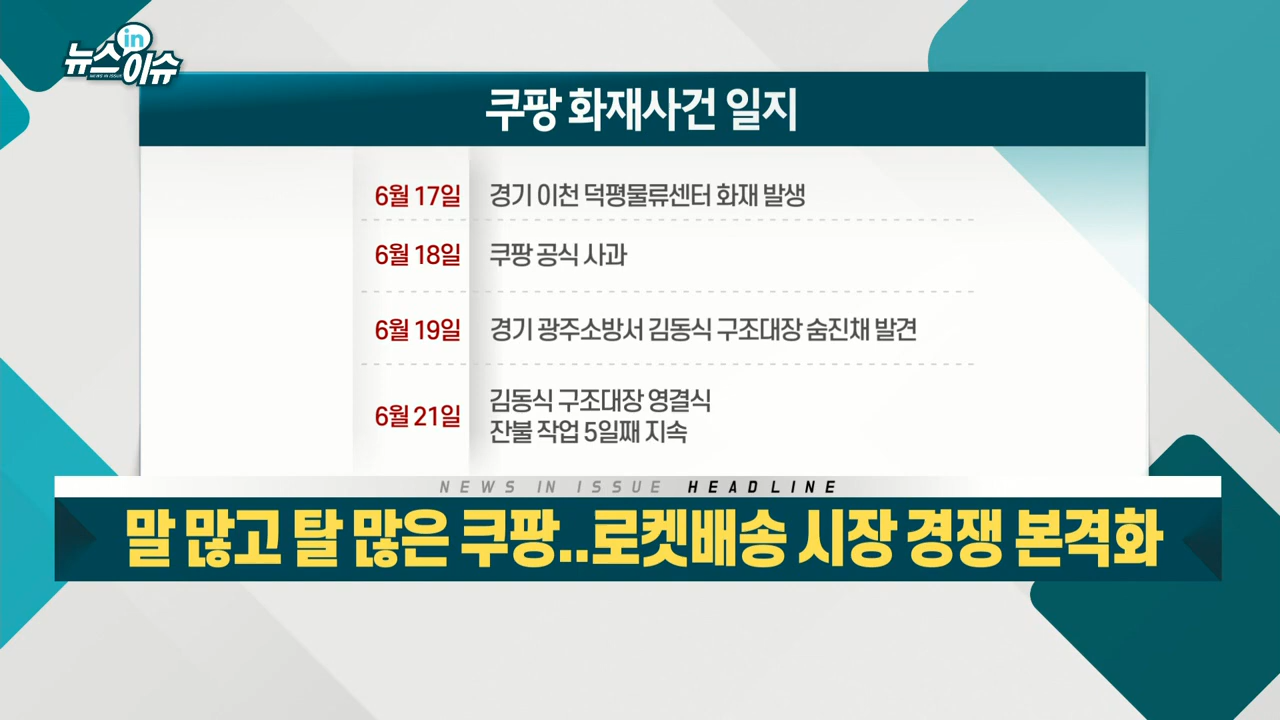 뉴스in이슈
NEWS IN ISSUE
쿠팡 화재사건 일지
6월 17일 경기 이천 덕평물류센터 화재 발생
6월 18일 쿠팡 공식 사과
6월 19일 경기 광주소방서 김동식 구조대장 숨진채 발견
6월 21일 김동식 구조대장 영결식
잔불 작업 5일째 지속
NEWS IN ISSUE HEADLINE
말 많고 탈 많은 쿠팡..로켓배송 시장 경쟁 본격화